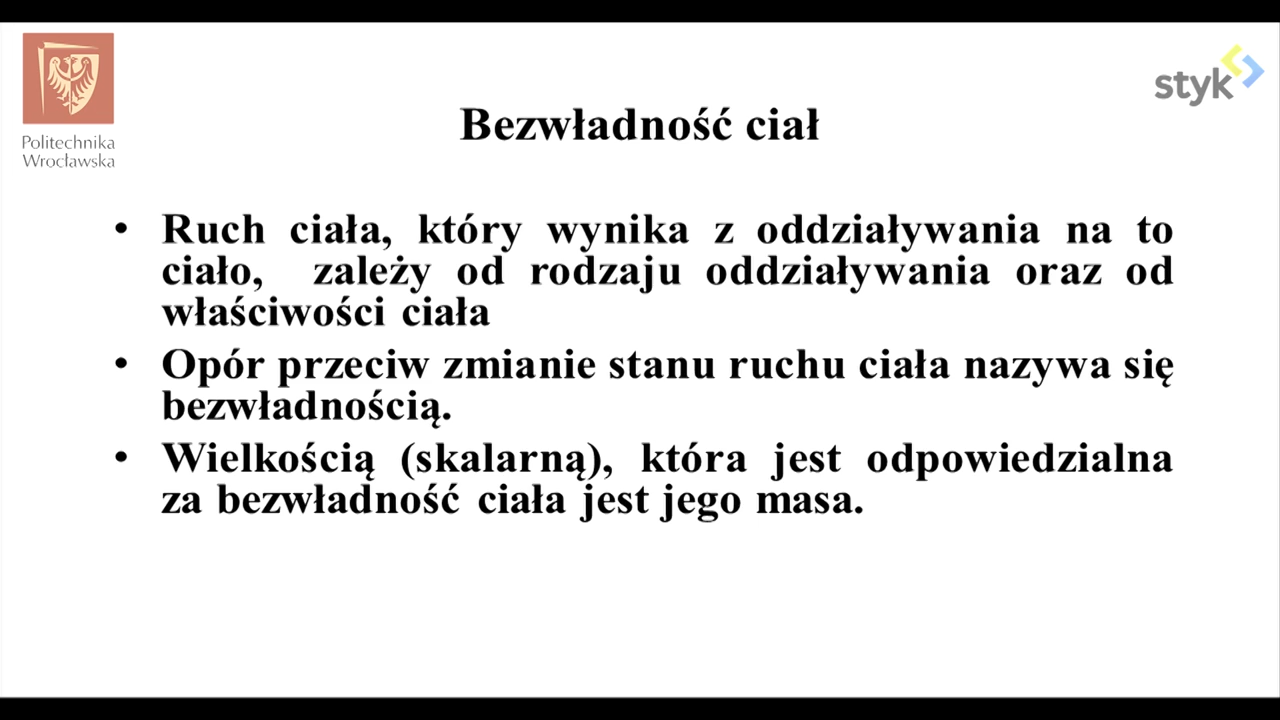 Politechnika
Wrocławska
styk
Bezwładność ciał
• Ruch ciała, który wynika z oddziaływania na to
ciało, zależy od rodzaju oddziaływania oraz od
właściwości ciała
• Opór przeciw zmianie stanu ruchu ciała nazywa się
bezwładnością.
• Wielkością (skalarną), która jest odpowiedzialna
za bezwładność ciała jest jego masa.